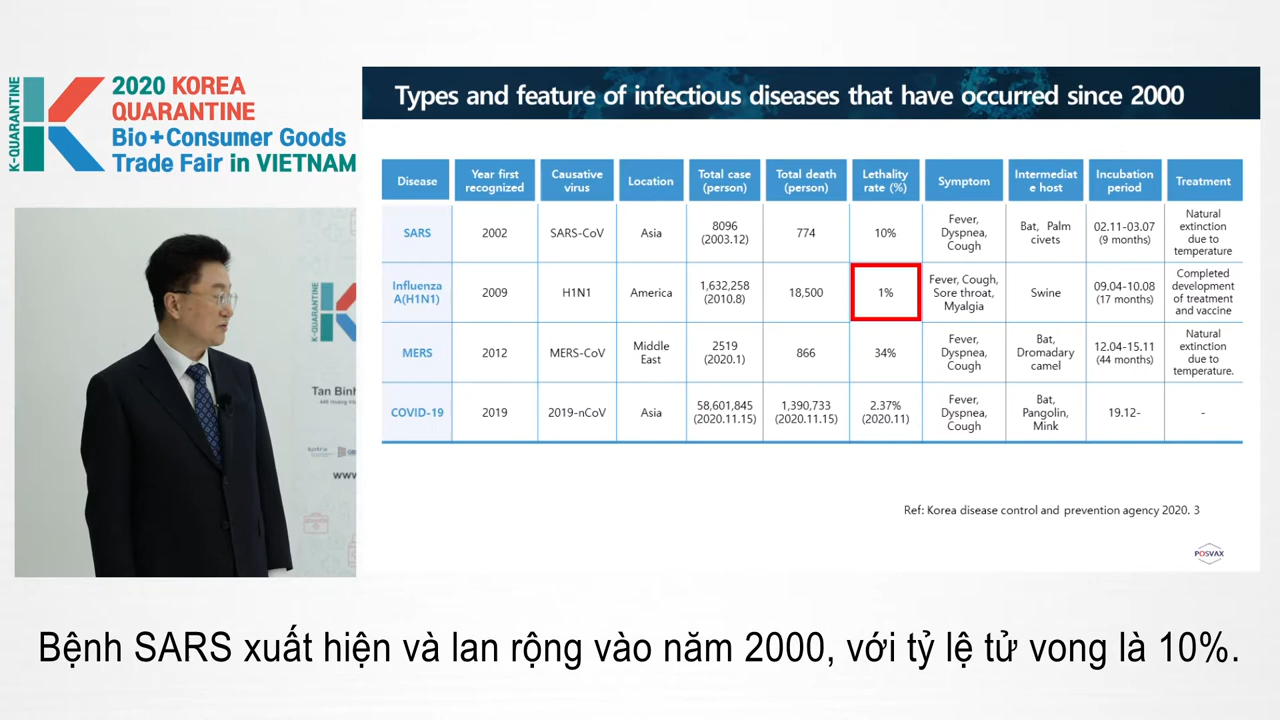 K-QUARANTINE
2020 KOREA
QUARANTINE
Bio+Consumer Goods
Trade Fair in VIETNAM
K-QUARANTINE
Tan Binh
www
Types and feature of infectious diseases that have occurred since 2000
Disease
Year first
recognized
Causative
virus
Location
Total case
(person)
Total death
(person)
Lethality
rate (%)
Symptom
Intermediat
e host
Incubation
period
Treatment
SARS
2002
SARS-CoV
Asia
8096
(2003.12)
774
10%
Fever,
Dyspnea,
Cough
Bat, Palm
civets
02.11-03.07
(9 months)
Natural
extinction
due to
temperature
Influenza
A(H1N1)
2009
H1N1
America
1,632,258
(2010.8)
18,500
1%
Fever, Cough,
Sore throat,
Myalgia
Swine
09.04-10.08
(17 months)
Completed
development
of treatment
and vaccine
MERS
2012
MERS-CoV
Middle
East
2519
(2020.1)
866
34%
Fever,
Dyspnea,
Cough
Bat,
Dromadary
camel
12.04-15.11
(44 months)
Natural
extinction
due to
temperature.
COVID-19
2019
2019-nCoV
Asia
58,601,845
(2020.11.15)
1,390,733
(2020.11.15)
2.37%
(2020.11)
Fever,
Dyspnea,
Cough
Bat,
Pangolin,
Mink
19.12-
-
Ref: Korea disease control and prevention agency 2020. 3
POSVAX
Bệnh SARS xuất hiện và lan rộng vào năm 2000, với tỷ lệ tử vong là 10%.